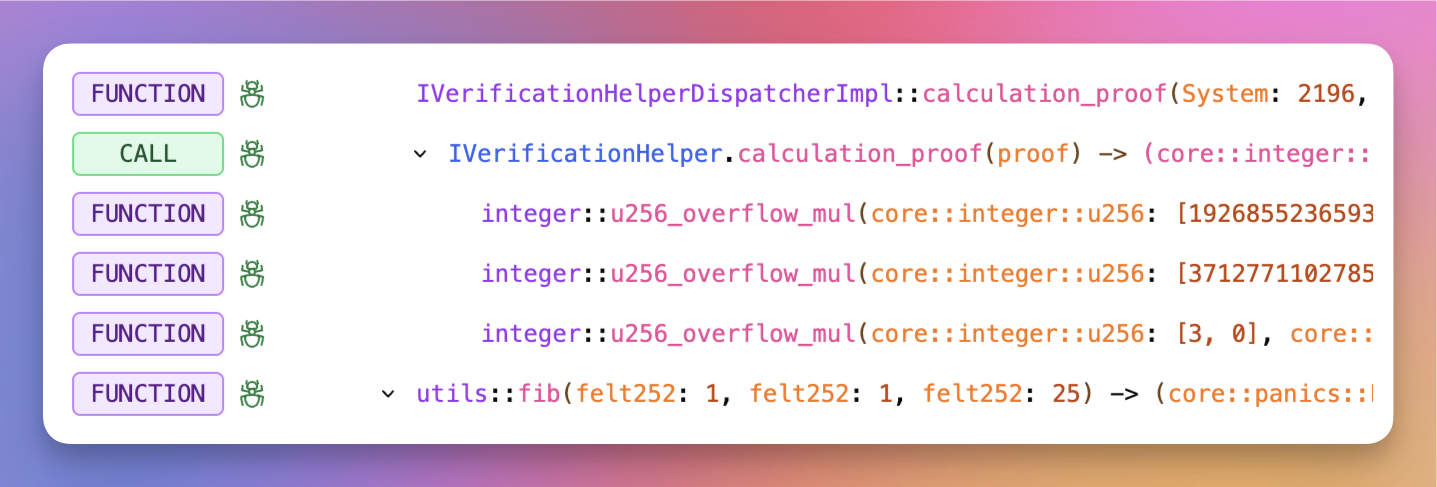 FUNCTION IVerificationHelperDispatcherImpl::calculation_proof(System: 2196,
CALL IVerificationHelper.calculation_proof(proof) -> (core::integer::
FUNCTION integer::u256_overflow_mul(core::integer::u256: [1926855236593
FUNCTION integer::u256_overflow_mul(core::integer::u256: [3712771102785
FUNCTION integer::u256_overflow_mul(core::integer::u256: [3, 0], core::
FUNCTION utils::fib(felt252: 1, felt252: 1, felt252: 25) -> (core::panics::